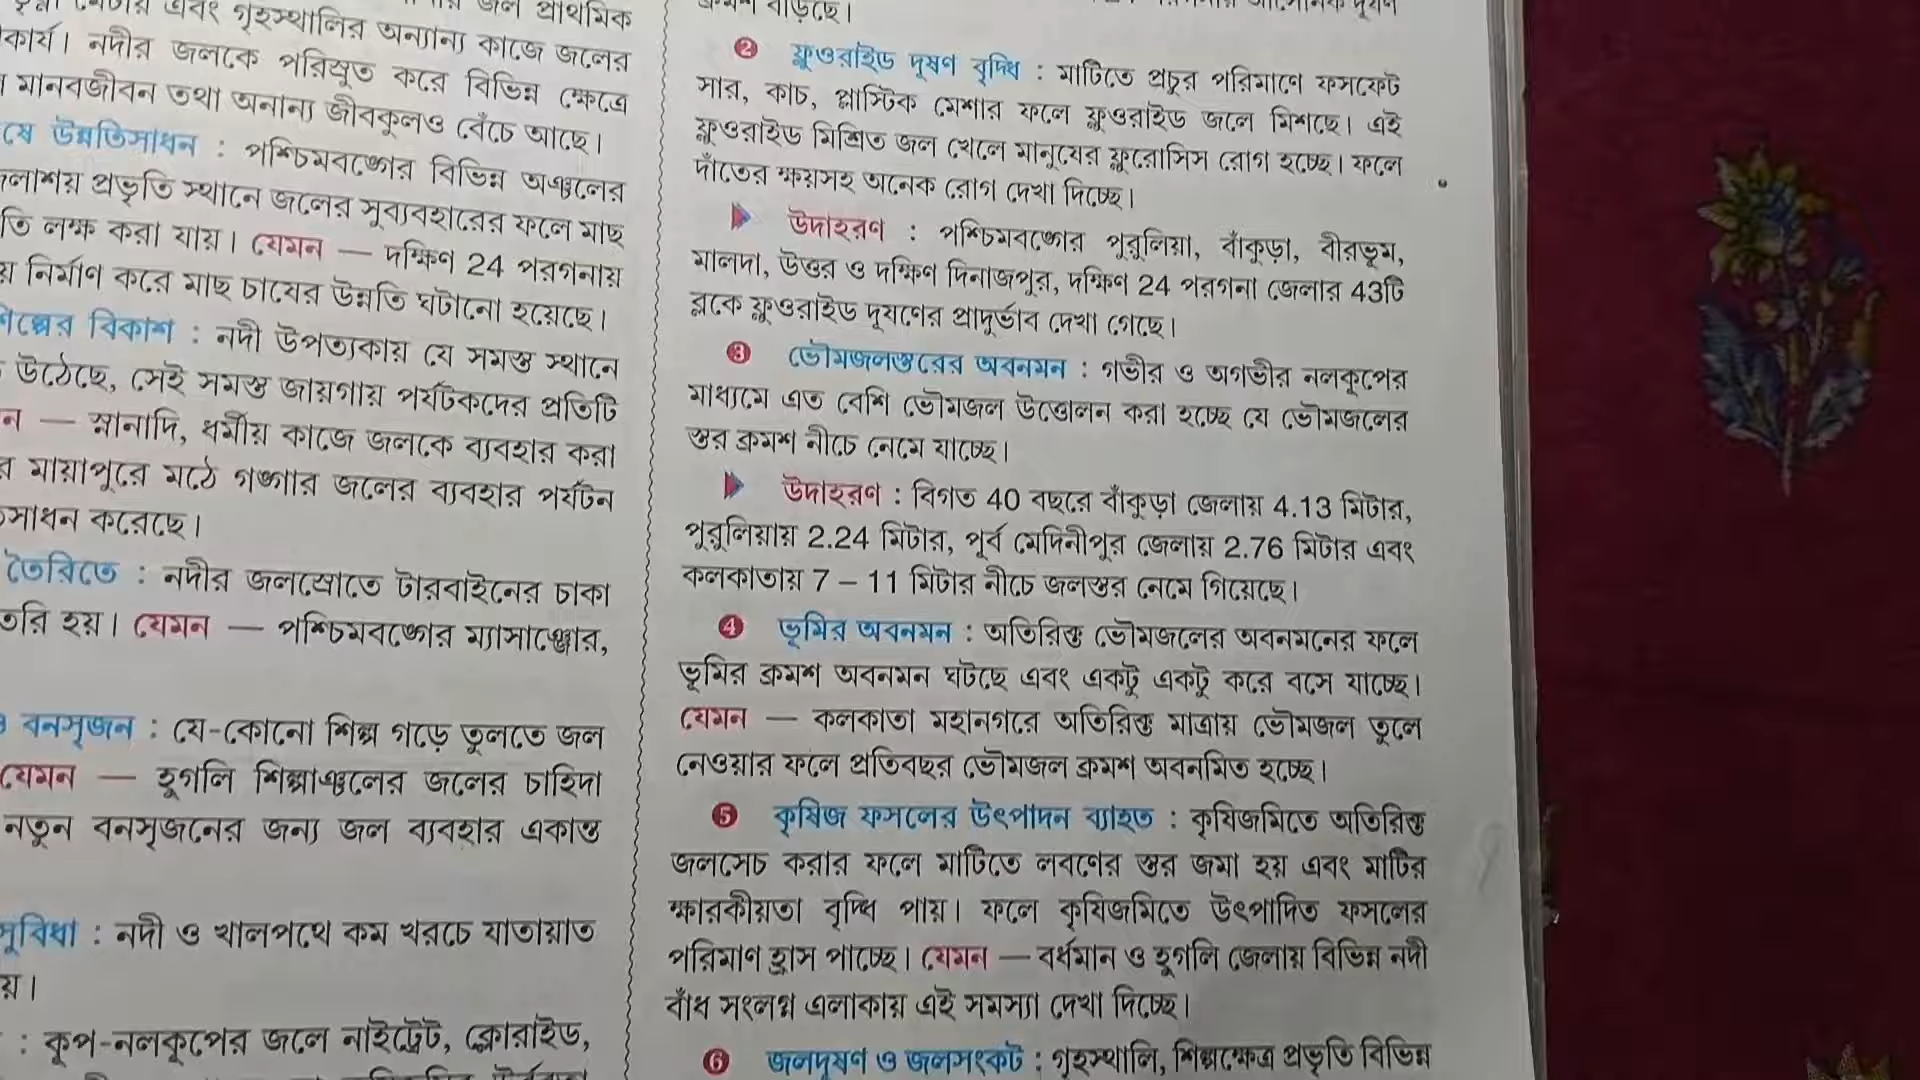 এবং গৃহস্থালির অন্যান্য কাজে জলের
কার্য। নদীর জলকে পরিস্রুত করে বিভিন্ন ক্ষেত্রে
মানবজীবন তথা অনান্য জীবকুলও বেঁচে আছে।
ষে উন্নতিসাধন : পশ্চিমবঙ্গের বিভিন্ন অঞ্চলের
লাশয় প্রভৃতি স্থানে জলের সুব্যবহারের ফলে মাছ
তি লক্ষ করা যায়। যেমন — দক্ষিণ 24 পরগনায়
য় নির্মাণ করে মাছ চাষের উন্নতি ঘটানো হয়েছে।
শিল্পের বিকাশ : নদী উপত্যকায় যে সমস্ত স্থানে
উঠেছে, সেই সমস্ত জায়গায় পর্যটকদের প্রতিটি
ন — স্নানাদি, ধর্মীয় কাজে জলকে ব্যবহার করা
র মায়াপুরে মঠে গঙ্গার জলের ব্যবহার পর্যটন
সাধন করেছে।
তৈরিতে : নদীর জলস্রোতে টারবাইনের চাকা
তরি হয়। যেমন — পশ্চিমবঙ্গের ম্যাসাঞ্জোর,
ও বনসৃজন : যে-কোনো শিল্প গড়ে তুলতে জল
যেমন — হুগলি শিল্পাঞ্চলের জলের চাহিদা
নতুন বনসৃজনের জন্য জল ব্যবহার একান্ত
সুবিধা : নদী ও খালপথে কম খরচে যাতায়াত
য়।
: কূপ-নলকূপের জলে নাইট্রেট, ক্লোরাইড,
ক্রমশ বাড়ছে।
2 ফ্লুওরাইড দূষণ বৃদ্ধি : মাটিতে প্রচুর পরিমাণে ফসফেট
সার, কাচ, প্লাস্টিক মেশার ফলে ফ্লুওরাইড জলে মিশছে। এই
ফ্লুওরাইড মিশ্রিত জল খেলে মানুষের ফ্লুরোসিস রোগ হচ্ছে। ফলে
দাঁতের ক্ষয়সহ অনেক রোগ দেখা দিচ্ছে।
উদাহরণ : পশ্চিমবঙ্গের পুরুলিয়া, বাঁকুড়া, বীরভূম,
মালদা, উত্তর ও দক্ষিণ দিনাজপুর, দক্ষিণ 24 পরগনা জেলার 43টি
ব্লকে ফ্লুওরাইড দূষণের প্রাদুর্ভাব দেখা গেছে।
3 ভৌমজলস্তরের অবনমন : গভীর ও অগভীর নলকূপের
মাধ্যমে এত বেশি ভৌমজল উত্তোলন করা হচ্ছে যে ভৌমজলের
স্তর ক্রমশ নীচে নেমে যাচ্ছে।
উদাহরণ : বিগত 40 বছরে বাঁকুড়া জেলায় 4.13 মিটার,
পুরুলিয়ায় 2.24 মিটার, পূর্ব মেদিনীপুর জেলায় 2.76 মিটার এবং
কলকাতায় 7 – 11 মিটার নীচে জলস্তর নেমে গিয়েছে।
4 ভূমির অবনমন : অতিরিক্ত ভৌমজলের অবনমনের ফলে
ভূমির ক্রমশ অবনমন ঘটছে এবং একটু একটু করে বসে যাচ্ছে।
যেমন — কলকাতা মহানগরে অতিরিক্ত মাত্রায় ভৌমজল তুলে
নেওয়ার ফলে প্রতিবছর ভৌমজল ক্রমশ অবনমিত হচ্ছে।
5 কৃষিজ ফসলের উৎপাদন ব্যাহত : কৃষিজমিতে অতিরিক্ত
জলসেচ করার ফলে মাটিতে লবণের স্তর জমা হয় এবং মাটির
ক্ষারকীয়তা বৃদ্ধি পায়। ফলে কৃষিজমিতে উৎপাদিত ফসলের
পরিমাণ হ্রাস পাচ্ছে। যেমন — বর্ধমান ও হুগলি জেলায় বিভিন্ন নদী
বাঁধ সংলগ্ন এলাকায় এই সমস্যা দেখা দিচ্ছে।
6 জলদূষণ ও জলসংকট : গৃহস্থালি, শিল্পক্ষেত্র প্রভৃতি বিভিন্ন